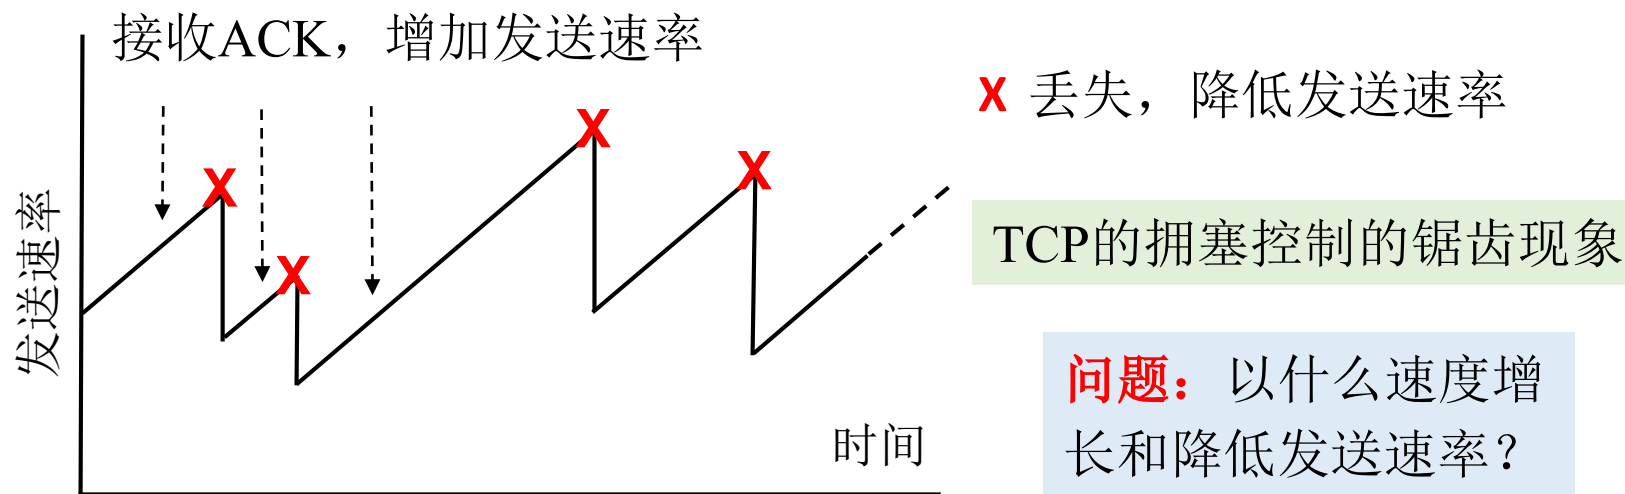 接收ACK，增加发送速率
X
X
X
X
发送速率
时间
X 丢失，降低发送速率
TCP的拥塞控制的锯齿现象
问题：以什么速度增
长和降低发送速率？